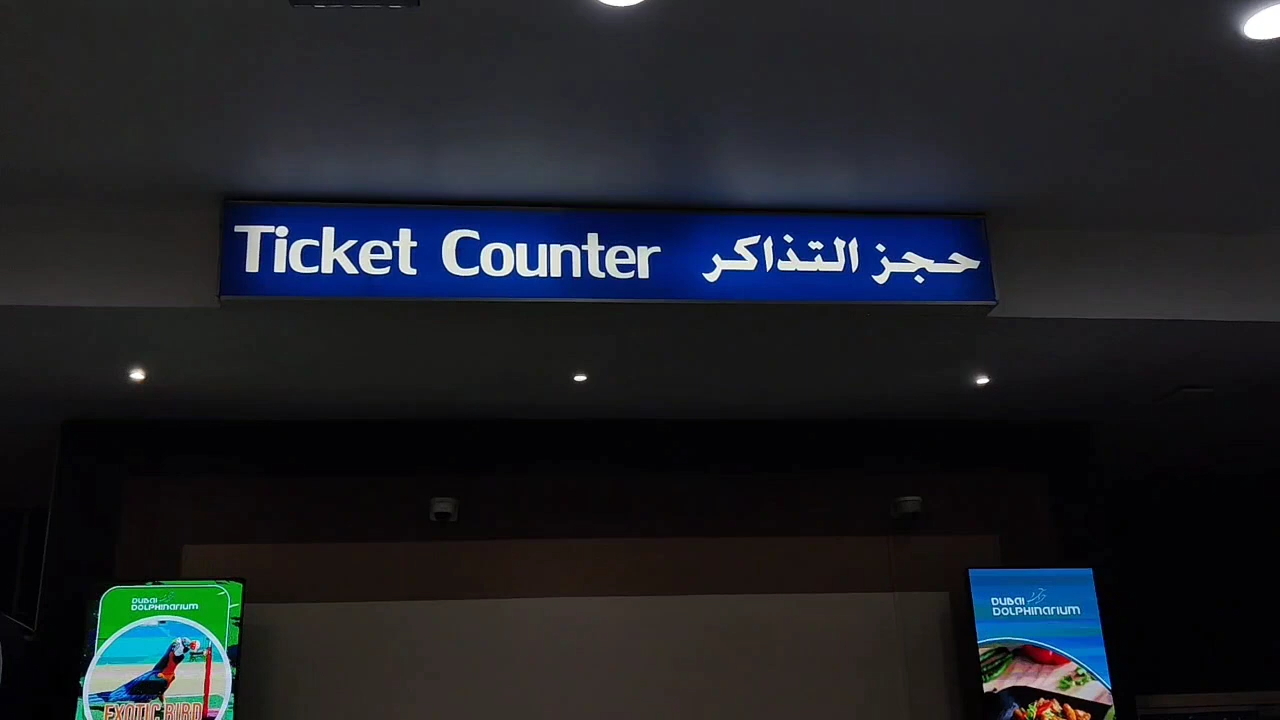 Ticket Counter حجز التذاكر
DUBAI
DOLPHINARIUM
EXOTIC BIRD
DUBAI
DOLPHINARIUM